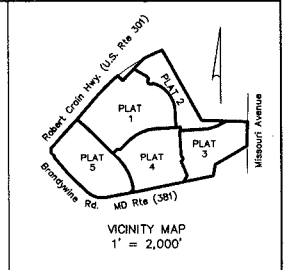 Robert Crain Hwy. (U.S. Rte 301)
PLAT
2
PLAT
1
Missouri Avenue
PLAT
3
PLAT
5
PLAT
4
Brandywine Rd. MD Rte (381)
VICINITY MAP
1' = 2,000'